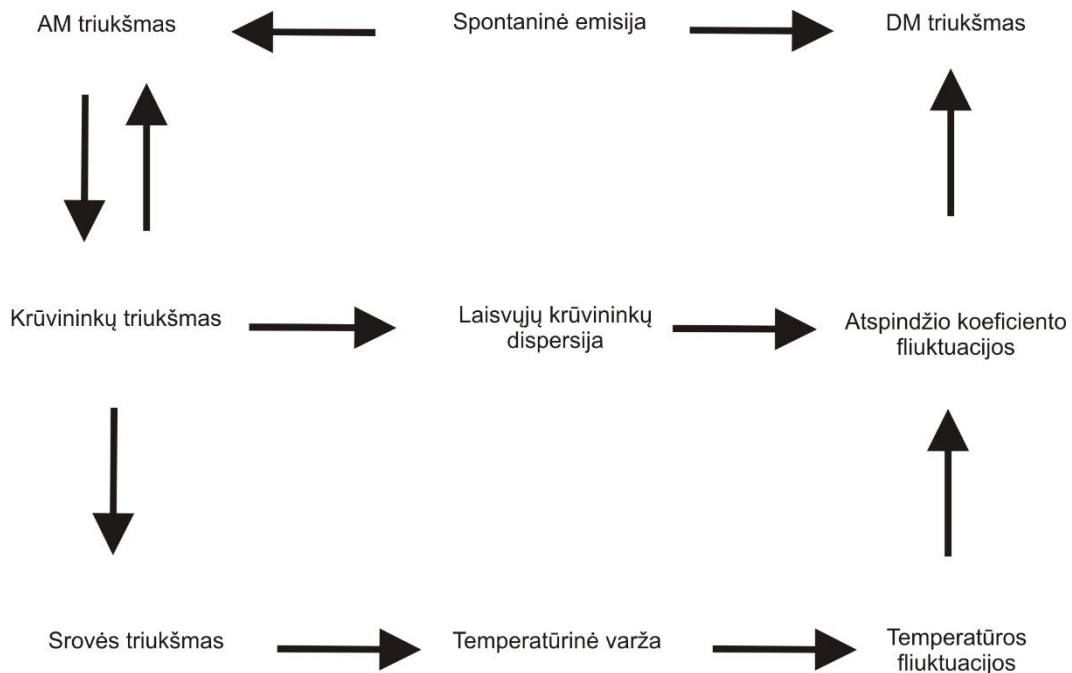 AM triukšmas
Spontaninė emisija
DM triukšmas
Krūvininkų triukšmas
Laisvųjų krūvininkų
dispersija
Atspindžio koeficiento
fliuktuacijos
Srovės triukšmas
Temperatūrinė varža
Temperatūros
fliuktuacijos